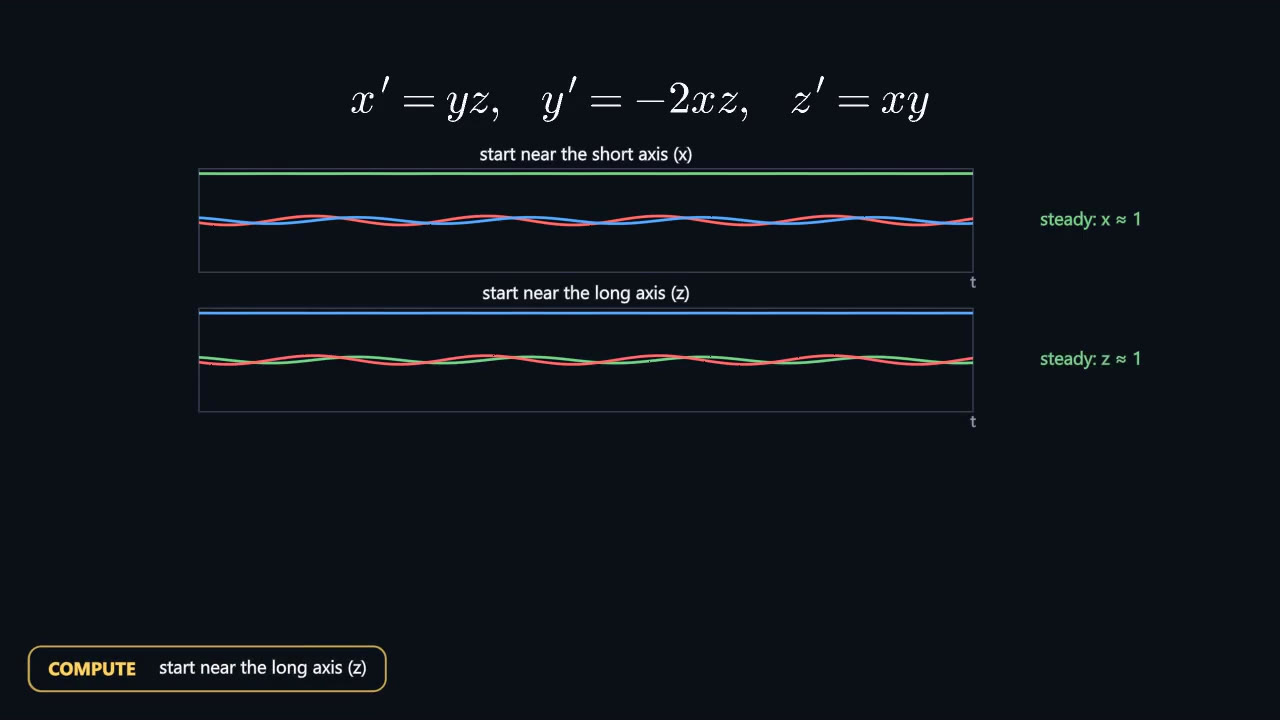 x′ = yz,   y′ = −2xz,   z′ = xy
start near the short axis (x)
steady: x ≈ 1
t
start near the long axis (z)
steady: z ≈ 1
t
COMPUTE start near the long axis (z)